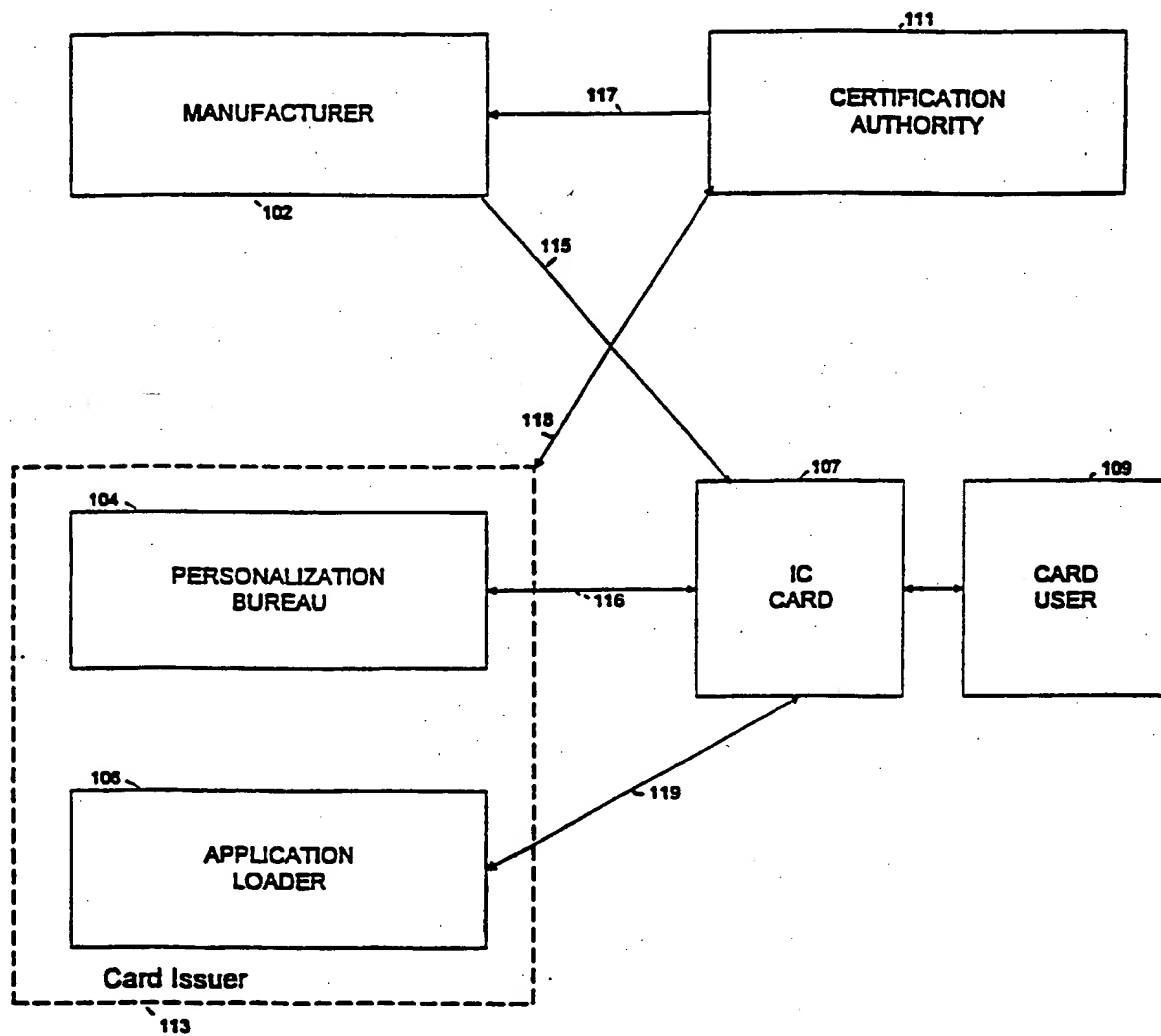 111
MANUFACTURER
117
CERTIFICATION
AUTHORITY
102
115
118
107
109
104
PERSONALIZATION
BUREAU
116
IC
CARD
CARD
USER
105
APPLICATION
LOADER
119
Card Issuer
113